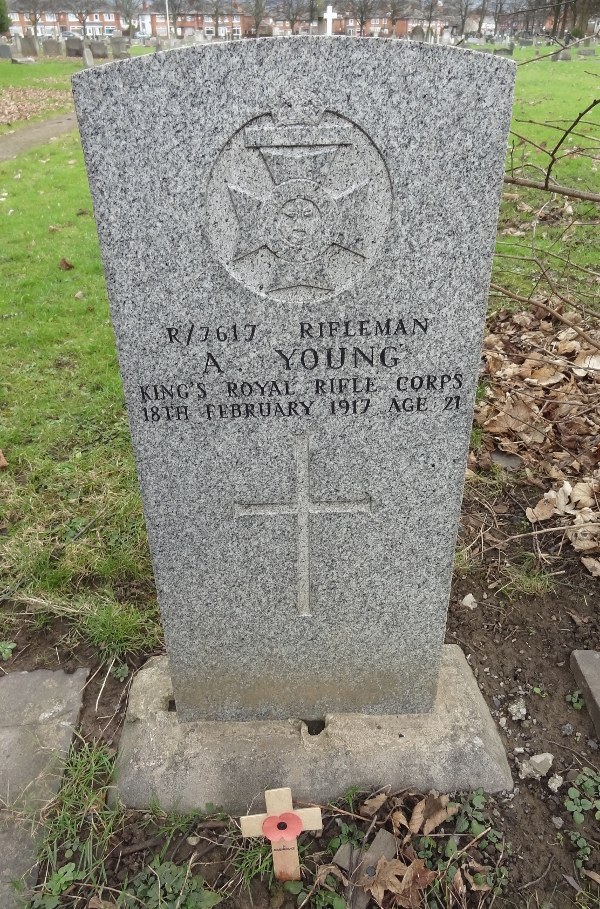 R/7617 RIFLEMAN
A. YOUNG
KING'S ROYAL RIFLE CORPS
18TH FEBRUARY 1917 AGE 21